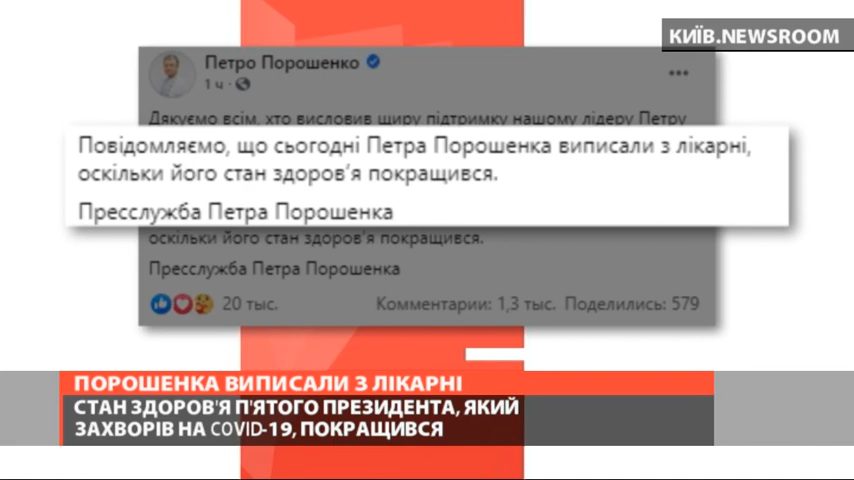 КИЇВ.NEWSROOM
Петро Порошенко
1 ч ·
Дякуємо всім, хто висловив щиру підтримку нашому лідеру Петру
Повідомляємо, що сьогодні Петра Порошенка виписали з лікарні,
оскільки його стан здоров’я покращився.
Пресслужба Петра Порошенка
оскільки його стан здоров'я покращився.
Пресслужба Петра Порошенка
20 тыс. Комментарии: 1,3 тыс. Поделились: 579
ПОРОШЕНКА ВИПИСАЛИ З ЛІКАРНІ
СТАН ЗДОРОВ'Я П'ЯТОГО ПРЕЗИДЕНТА, ЯКИЙ
ЗАХВОРІВ НА COVID-19, ПОКРАЩИВСЯ